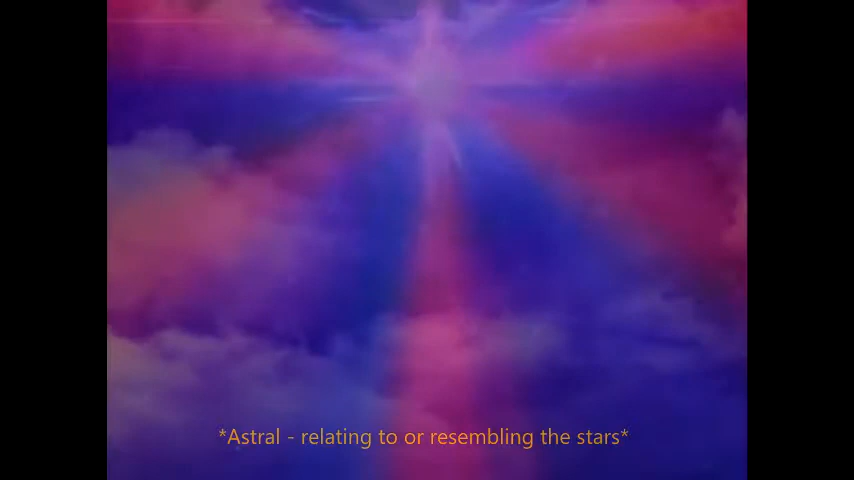 *Astral - relating to or resembling the stars*